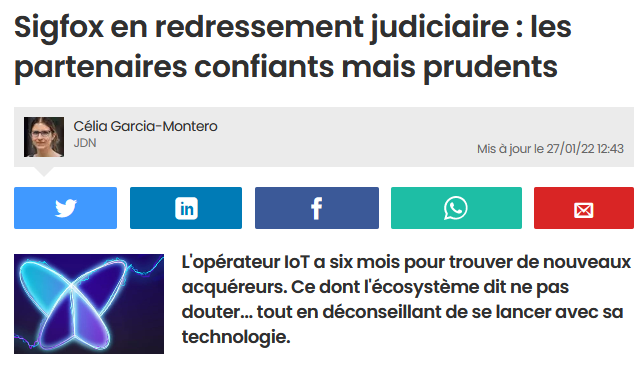 Sigfox en redressement judiciaire : les
partenaires confiants mais prudents
Célia Garcia-Montero
JDN
Mis à jour le 27/01/22 12:43
in
f
L'opérateur IoT a six mois pour trouver de nouveaux
acquéreurs. Ce dont l'écosystème dit ne pas
douter... tout en déconseillant de se lancer avec sa
technologie.